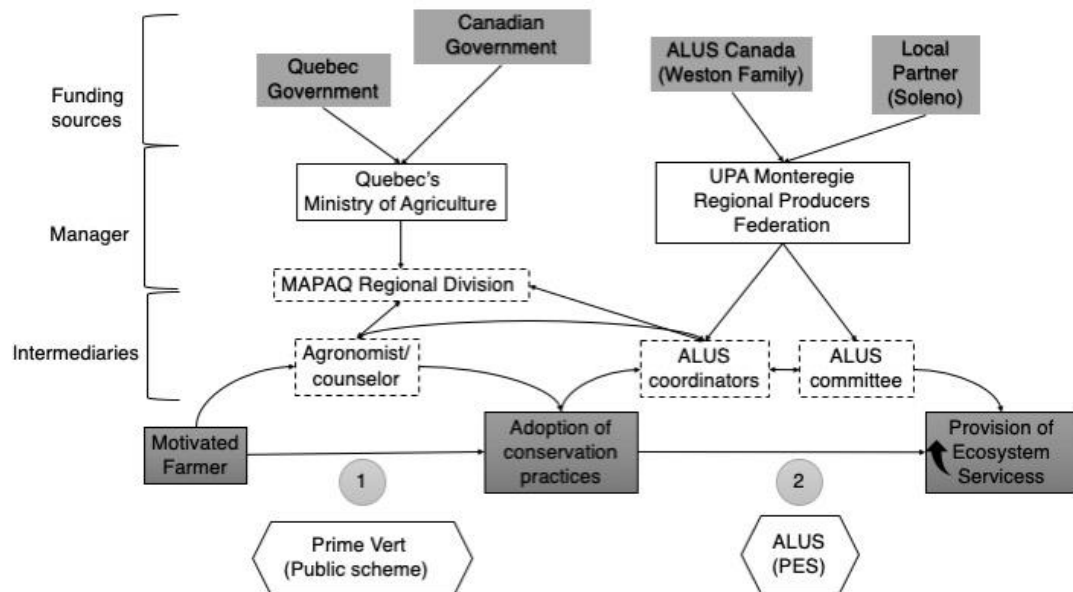 Canadian
Government
Quebec
Government
ALUS Canada
(Weston Family)
Local
Partner
(Soleno)
Funding
sources
Quebec's
Ministry of Agriculture
UPA Monteregie
Regional Producers
Federation
Manager
MAPAQ Regional Division
Intermediaries
Agronomist/
counselor
ALUS
coordinators
ALUS
committee
Motivated
Farmer
Adoption of
conservation
practices
Provision of
Ecosystem
Servicess
1
2
Prime Vert
(Public scheme)
ALUS
(PES)